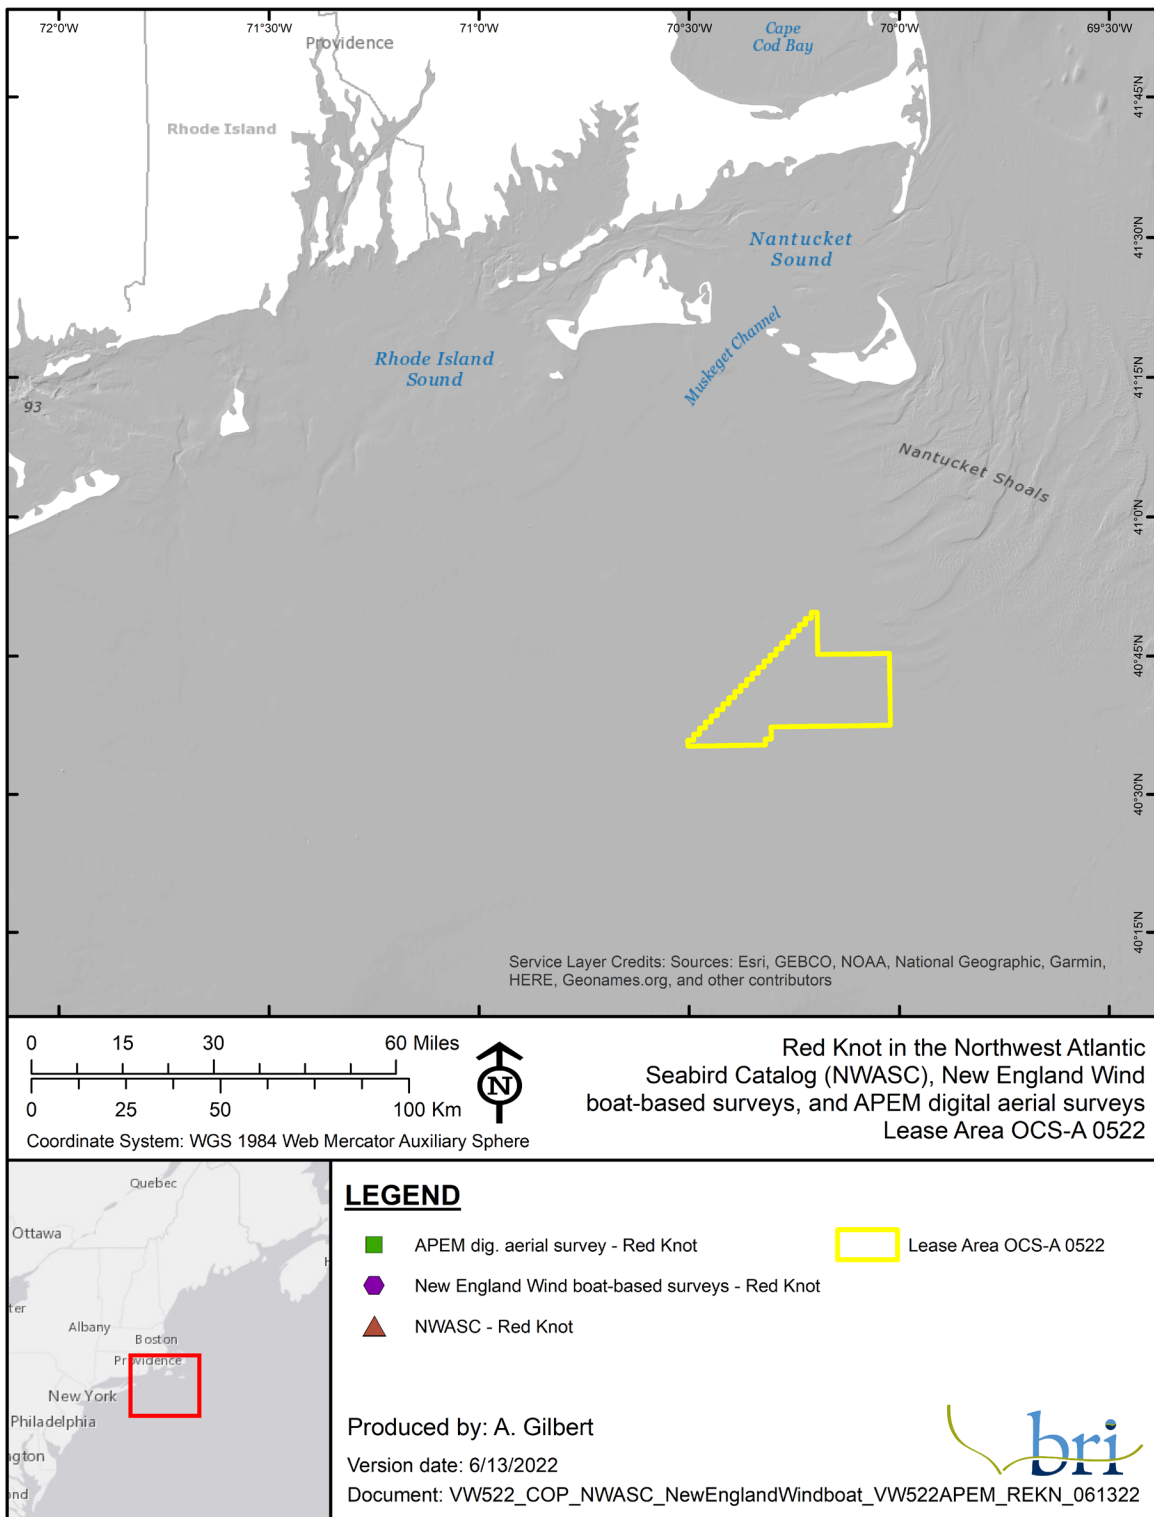 72°0'W
71°30'W
71°0'W
70°30'W
70°0'W
69°30'W
Providence
Cape
Cod Bay
41°45'N
Rhode Island
Nantucket
Sound
41°30'N
Muskeget Channel
Rhode Island
Sound
41°15'N
93
Nantucket Shoals
41°0'N
40°45'N
40°30'N
40°15'N
Service Layer Credits: Sources: Esri, GEBCO, NOAA, National Geographic, Garmin,
HERE, Geonames.org, and other contributors
0 15 30 60 Miles
0 25 50 100 Km
N
Coordinate System: WGS 1984 Web Mercator Auxiliary Sphere
Red Knot in the Northwest Atlantic
Seabird Catalog (NWASC), New England Wind
boat-based surveys, and APEM digital aerial surveys
Lease Area OCS-A 0522
Quebec
Ottawa
ter
Albany
Boston
Providence
New York
Philadelphia
gton
ond
H
LEGEND
APEM dig. aerial survey - Red Knot
Lease Area OCS-A 0522
New England Wind boat-based surveys - Red Knot
NWASC - Red Knot
Produced by: A. Gilbert
Version date: 6/13/2022
Document: VW522_COP_NWASC_NewEnglandWindboat_VW522APEM_REKN_061322
bri